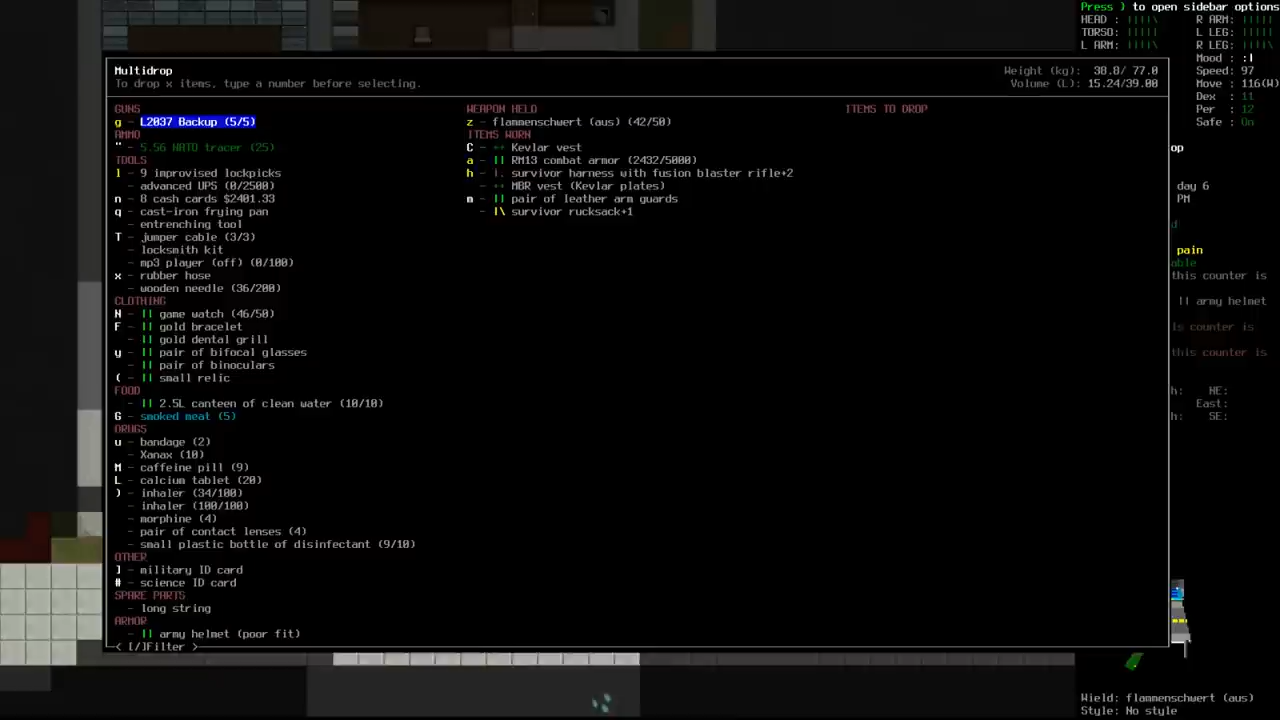 Press } to open sidebar options
HEAD : ||||\ R ARM: |||||
TORSO: ||||| L LEG: |||||
L ARM: ||||\ R LEG: ||||\
Mood : :|
Speed: 97
Move : 116(W)
Dex : 11
Per : 12
Safe : On
Multidrop
To drop x items, type a number before selecting.
Weight (kg): 38.8/ 77.0
Volume (L): 15.24/39.00
GUNS
g - L2037 Backup (5/5)
AMMO
" - 5.56 NATO tracer (25)
TOOLS
l - 9 improvised lockpicks
- advanced UPS (0/2500)
n - 8 cash cards $2401.33
q - cast-iron frying pan
- entrenching tool
T - jumper cable (3/3)
- locksmith kit
- mp3 player (off) (0/100)
x - rubber hose
- wooden needle (36/200)
CLOTHING
N - || game watch (46/50)
F - || gold bracelet
- || gold dental grill
y - || pair of bifocal glasses
- || pair of binoculars
( - || small relic
FOOD
- || 2.5L canteen of clean water (10/10)
G - smoked meat (5)
DRUGS
u - bandage (2)
- Xanax (10)
M - caffeine pill (9)
L - calcium tablet (20)
) - inhaler (34/100)
- inhaler (100/100)
- morphine (4)
- pair of contact lenses (4)
- small plastic bottle of disinfectant (9/10)
OTHER
] - military ID card
# - science ID card
SPARE PARTS
- long string
ARMOR
- || army helmet (poor fit)
< [/]Filter >
WEAPON HELD
z - flammenschwert (aus) (42/50)
ITEMS WORN
C - ++ Kevlar vest
a - || RM13 combat armor (2432/5000)
h - |. survivor harness with fusion blaster rifle+2
- ++ MBR vest (Kevlar plates)
m - || pair of leather arm guards
- |\ survivor rucksack+1
ITEMS TO DROP
op
day 6
PM
d
pain
able
this counter is
|| army helmet
ls counter is
this counter is
h: NE:
East:
h: SE:
Wield: flammenschwert (aus)
Style: No style